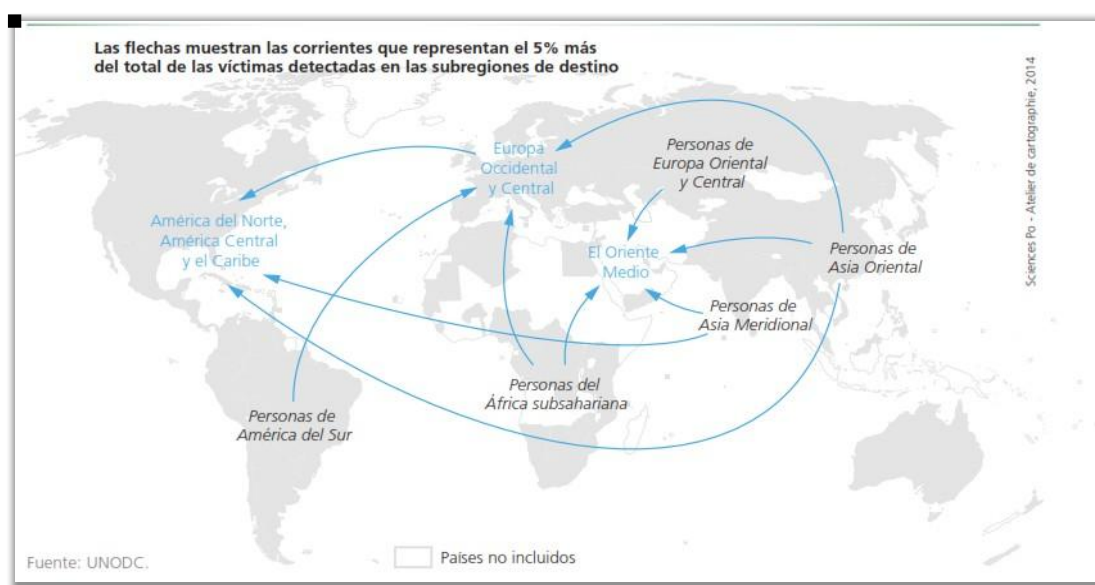 Las flechas muestran las corrientes que representan el 5% más
del total de las víctimas detectadas en las subregiones de destino
Sciences Po - Atelier de cartographie, 2014
Europa
Occidental
y Central
Personas de
Europa Oriental
y Central
América del Norte,
América Central
y el Caribe
El Oriente
Medio
Personas de
Asia Oriental
Personas de
Asia Meridional
Personas del
África subsahariana
Personas de
América del Sur
Fuente: UNODC.
Países no incluidos